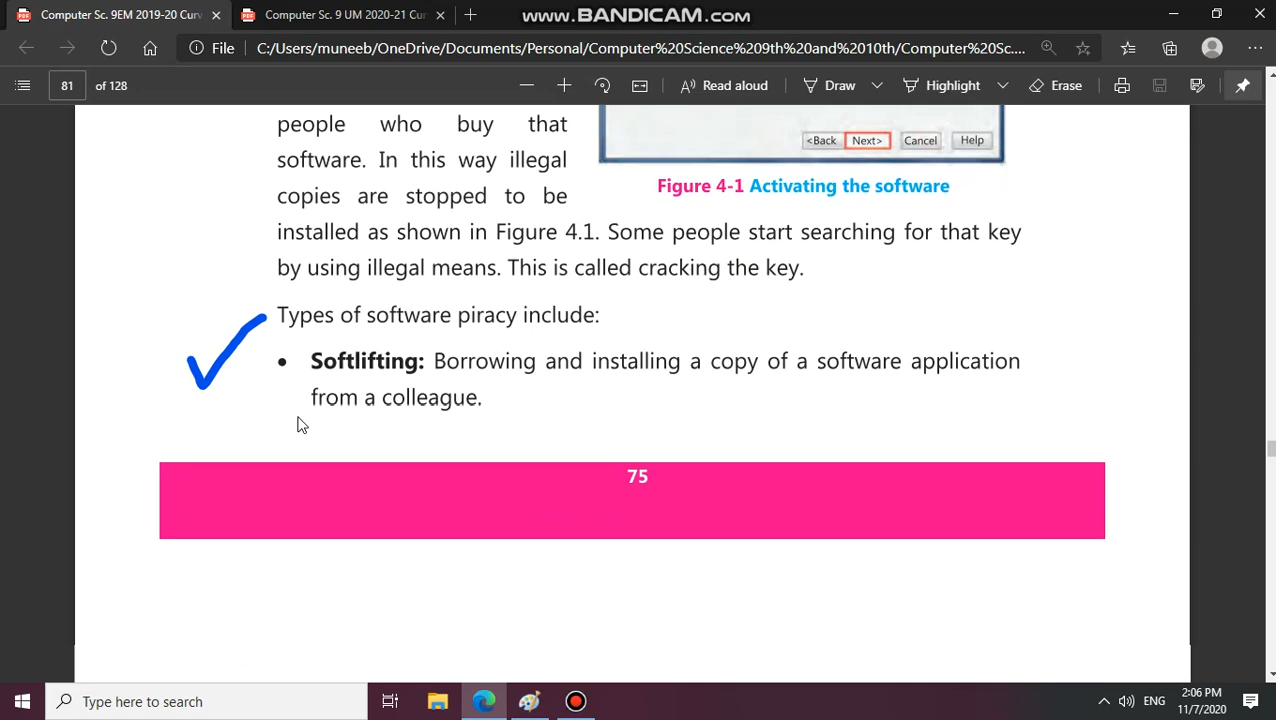 Computer Sc. 9EM 2019-20 Curv
Computer Sc. 9 UM 2020-21 Curv
www.BANDICAM.com
File
C:/Users/muneeb/OneDrive/Documents/Personal/Computer%20Science%209th%20and%2010th/Computer%20Sc....
81 of 128
Read aloud
Draw
Highlight
Erase
people who buy that
software. In this way illegal
copies are stopped to be
<Back Next> Cancel Help
Figure 4-1 Activating the software
installed as shown in Figure 4.1. Some people start searching for that key
by using illegal means. This is called cracking the key.
Types of software piracy include:
• Softlifting: Borrowing and installing a copy of a software application
from a colleague.
75
Type here to search
ENG
2:06 PM
11/7/2020